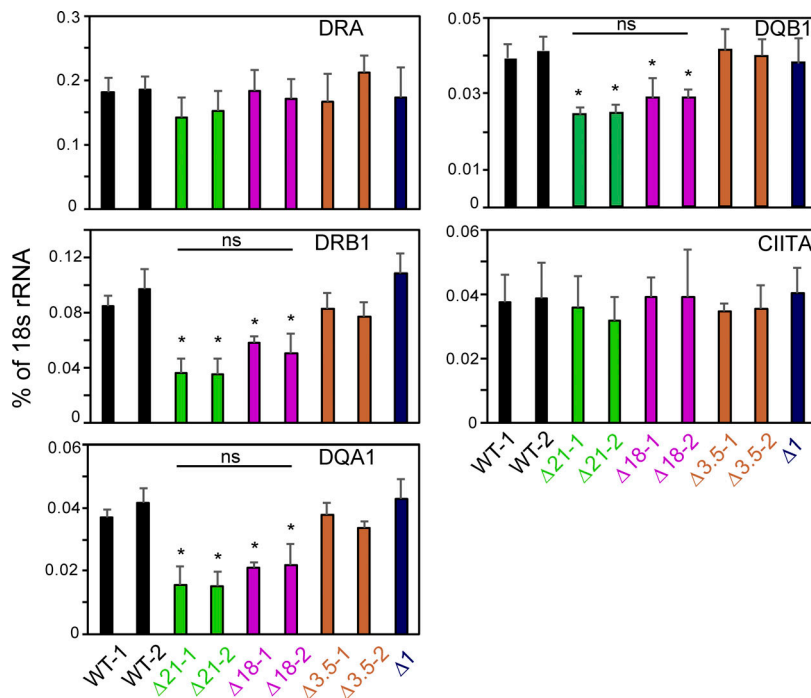 % of 18s rRNA
DRA
0.3
0.2
0.1
0
DRB1
ns
0.12
0.08
0.04
0
* * * *
DQA1
ns
0.06
0.04
0.02
0
* * * *
WT-1
WT-2
Δ21-1
Δ21-2
Δ18-1
Δ18-2
Δ3.5-1
Δ3.5-2
Δ1
DQB1
ns
0.05
0.03
0.01
0
* * * *
CIITA
0.06
0.04
0.02
0
WT-1
WT-2
Δ21-1
Δ21-2
Δ18-1
Δ18-2
Δ3.5-1
Δ3.5-2
Δ1